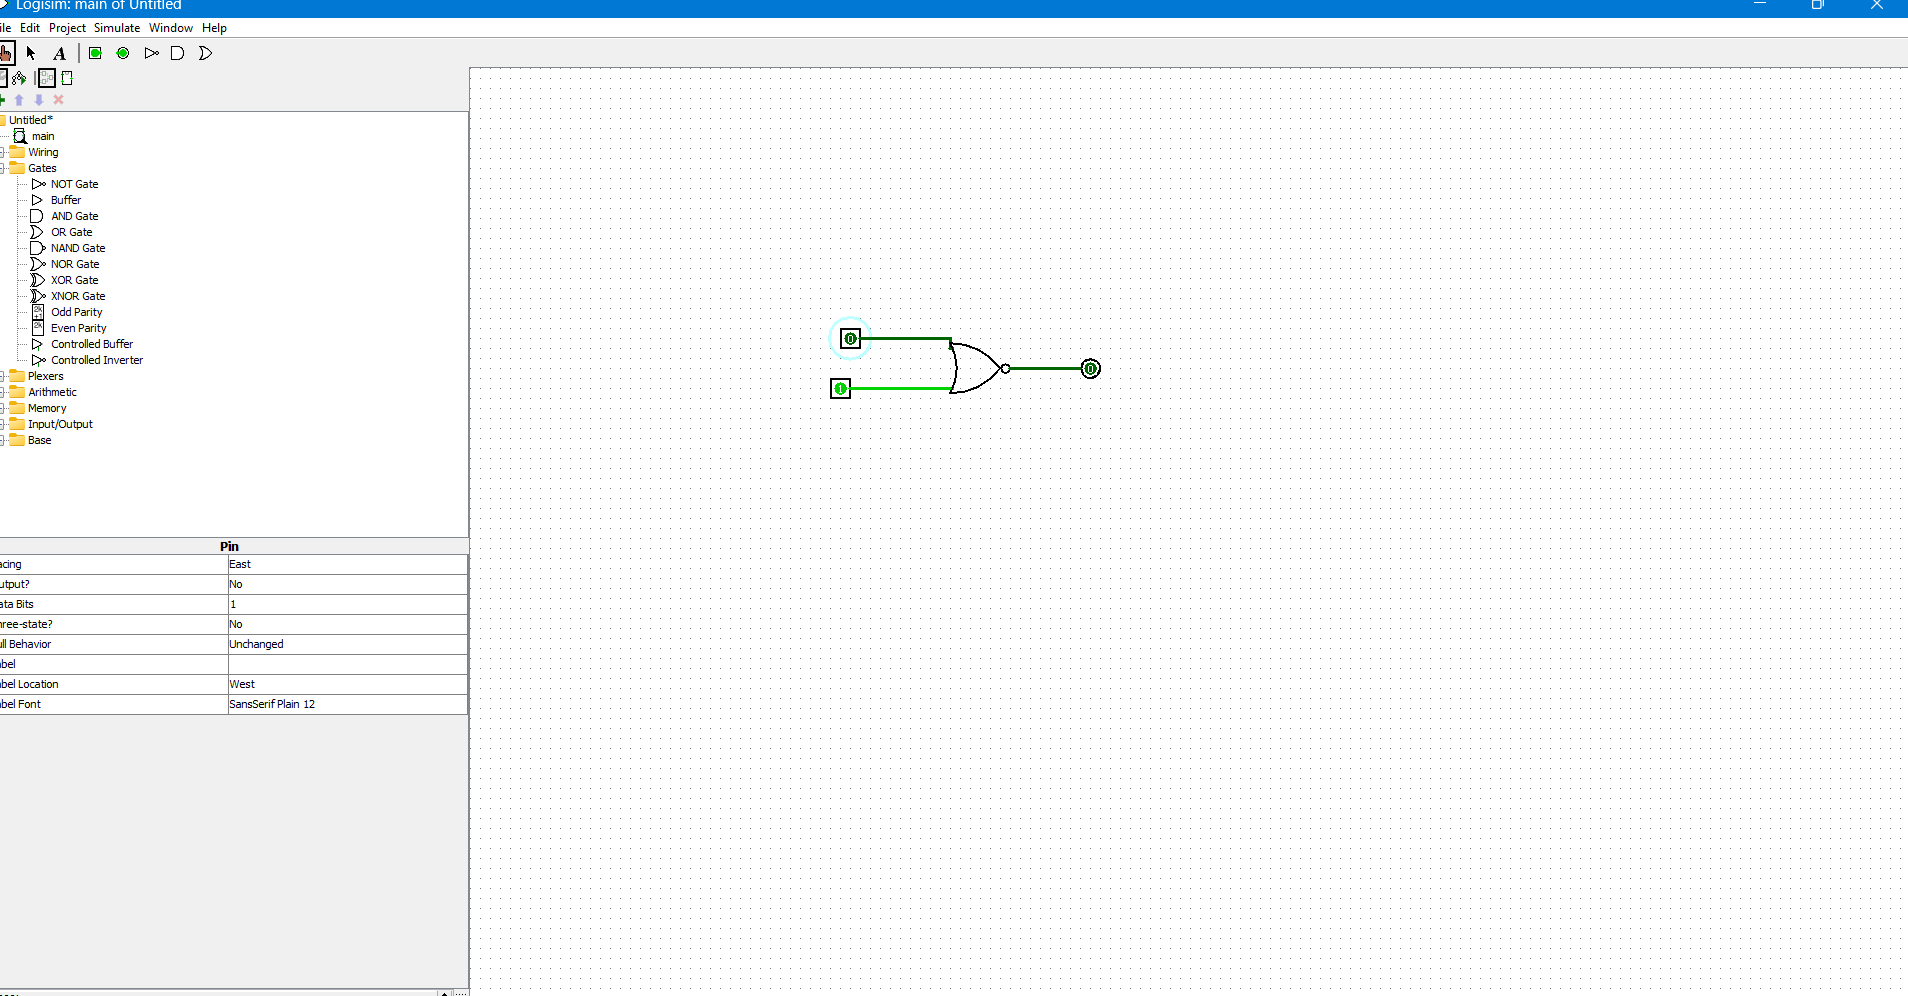 Logisim: main of Untitled
ile Edit Project Simulate Window Help
A
Untitled*
main
Wiring
Gates
NOT Gate
Buffer
AND Gate
OR Gate
NAND Gate
NOR Gate
XOR Gate
XNOR Gate
2k
+1
Odd Parity
2k
Even Parity
Controlled Buffer
Controlled Inverter
Plexers
Arithmetic
Memory
Input/Output
Base
0
1
0
Pin
acing East
utput? No
ata Bits 1
hree-state? No
ull Behavior Unchanged
abel
abel Location West
abel Font SansSerif Plain 12